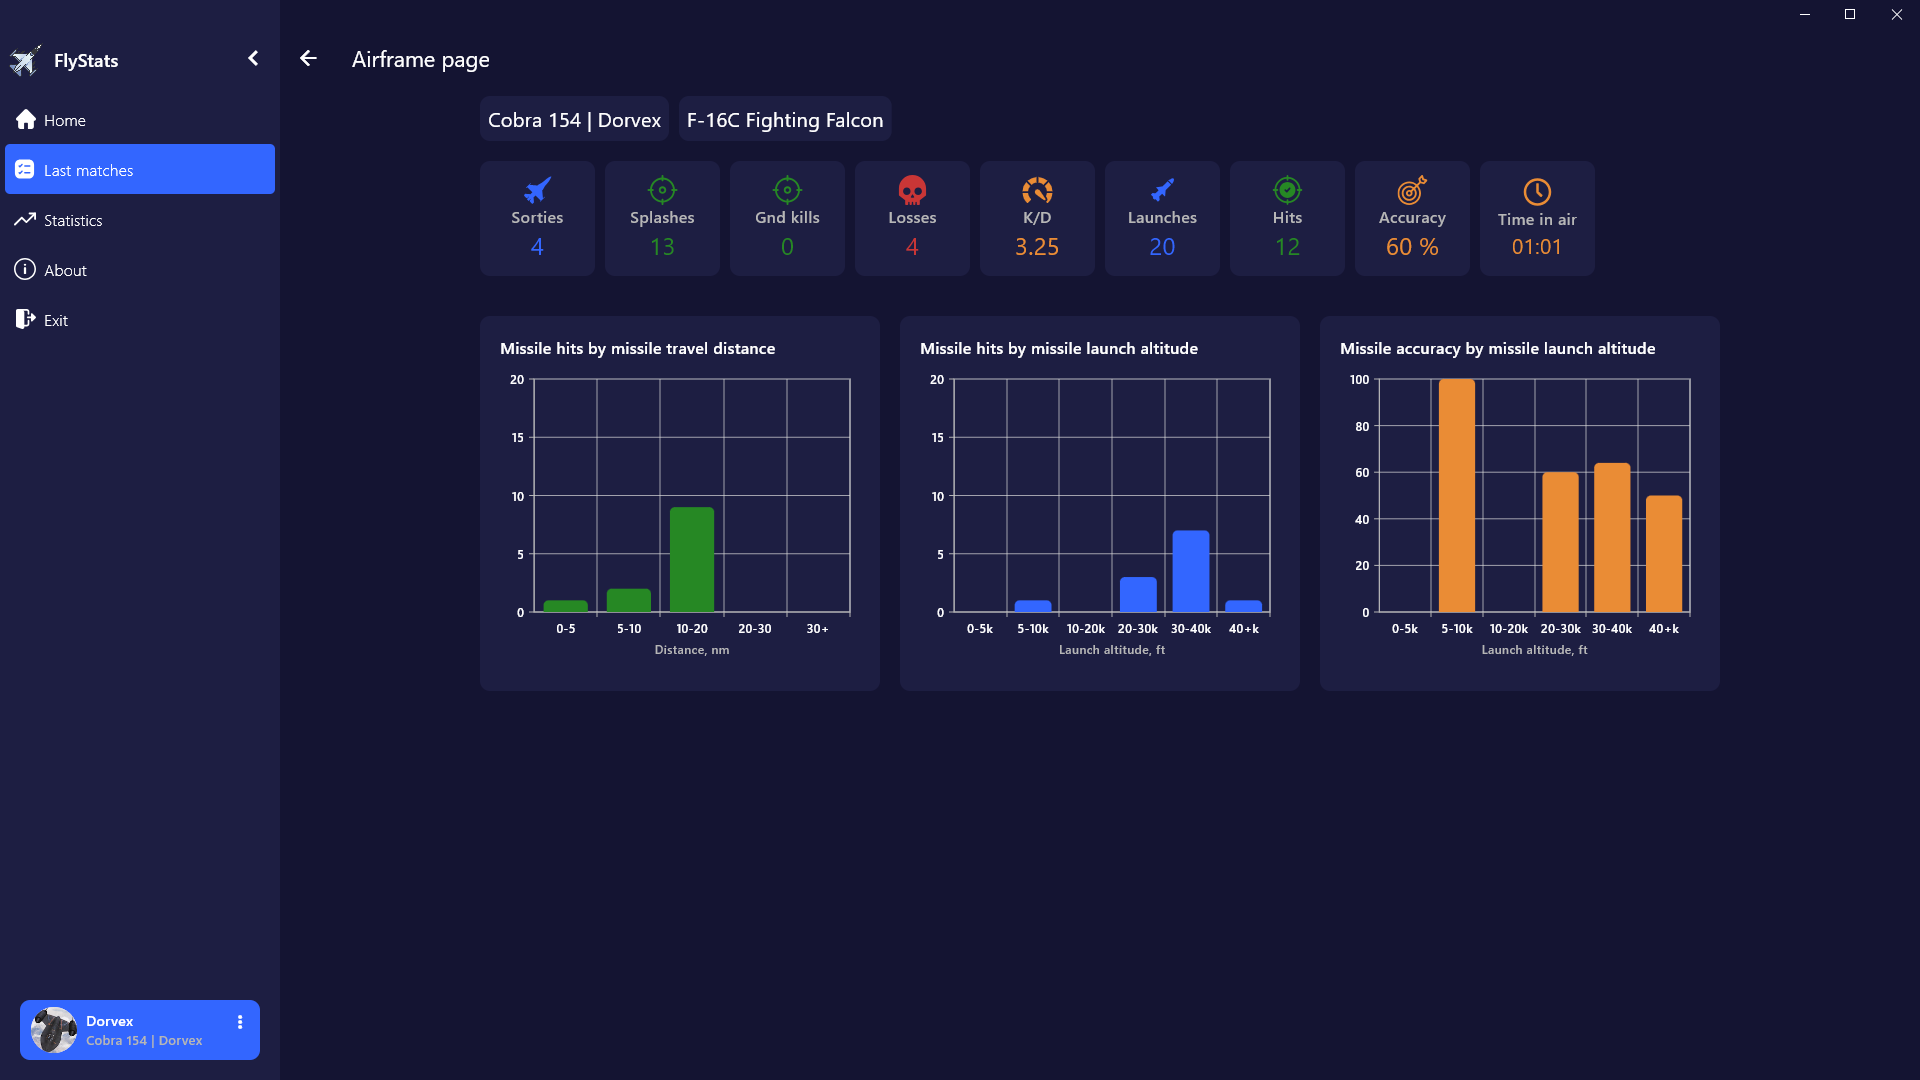 FlyStats
Home
Last matches
Statistics
About
Exit
Dorvex
Cobra 154 | Dorvex
Airframe page
Cobra 154 | Dorvex
F-16C Fighting Falcon
Sorties
4
Splashes
13
Gnd kills
0
Losses
4
K/D
3.25
Launches
20
Hits
12
Accuracy
60 %
Time in air
01:01
Missile hits by missile travel distance
20
15
10
5
0
0-5 5-10 10-20 20-30 30+
Distance, nm
Missile hits by missile launch altitude
20
15
10
5
0
0-5k 5-10k 10-20k 20-30k 30-40k 40+k
Launch altitude, ft
Missile accuracy by missile launch altitude
100
80
60
40
20
0
0-5k 5-10k 10-20k 20-30k 30-40k 40+k
Launch altitude, ft